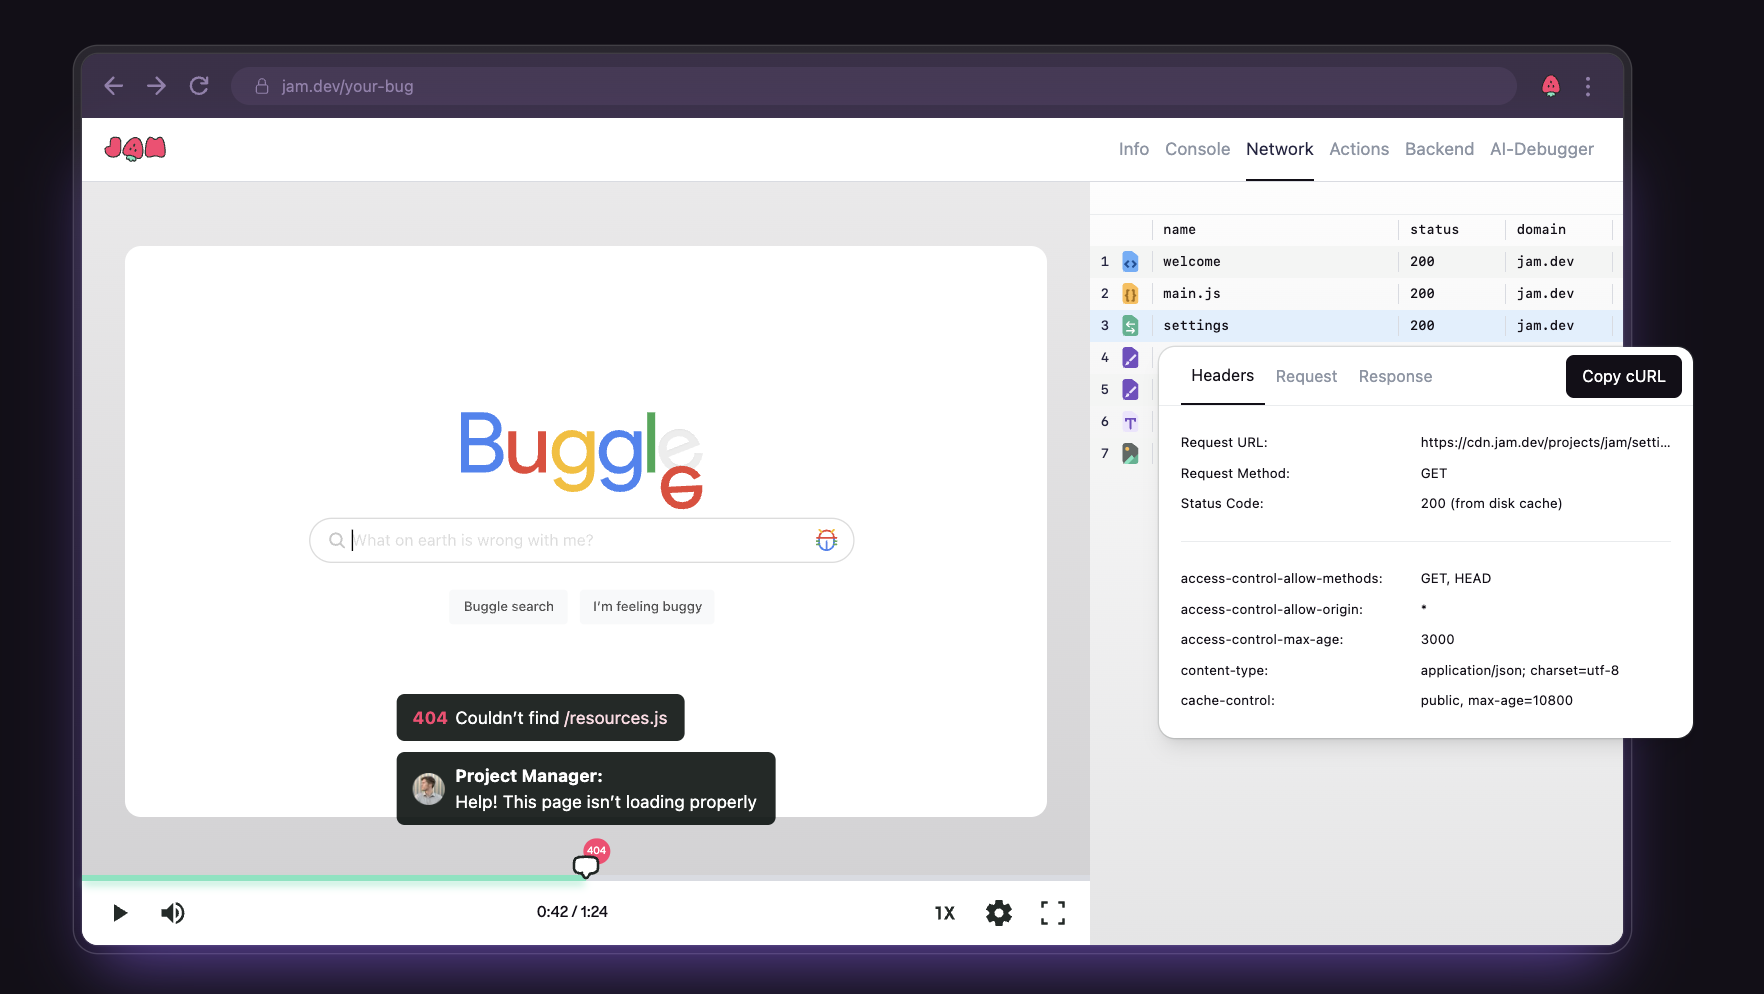 jam.dev/your-bug
JAM
Info Console Network Actions Backend AI-Debugger
name status domain
1 welcome 200 jam.dev
2 main.js 200 jam.dev
3 settings 200 jam.dev
4
5
6 T
7
Headers Request Response Copy cURL
Request URL: https://cdn.jam.dev/projects/jam/setti...
Request Method: GET
Status Code: 200 (from disk cache)
access-control-allow-methods: GET, HEAD
access-control-allow-origin: *
access-control-max-age: 3000
content-type: application/json; charset=utf-8
cache-control: public, max-age=10800
Buggle
What on earth is wrong with me?
Buggle search I'm feeling buggy
404 Couldn't find /resources.js
Project Manager:
Help! This page isn't loading properly
404
0:42 / 1:24 1X